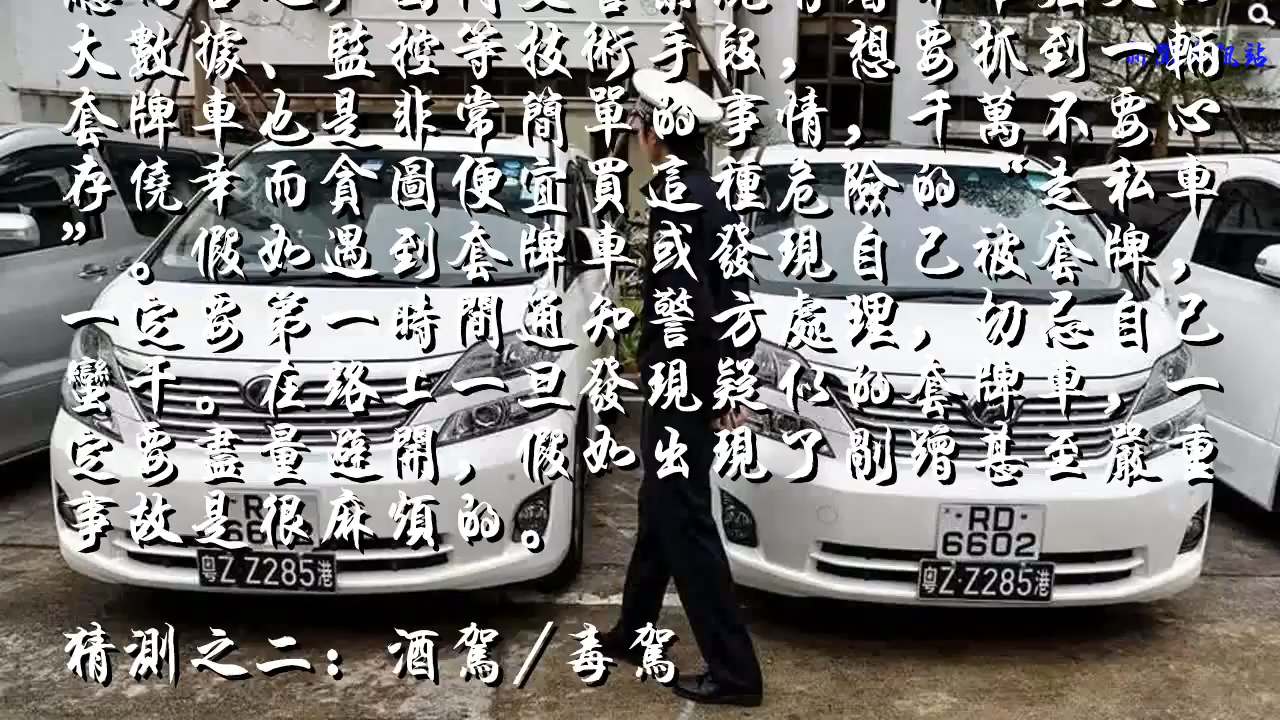 大數據、監控等技術手段，想要抓到一輛
套牌車也是非常簡單的事情，千萬不要心
存僥幸而貪圖便宜買這種危險的“走私車
”。假如遇到套牌車或發現自己被套牌，
一定要第一時間通知警方處理，切忌自己
蠻干。在路上一旦發現疑似的套牌車，一
定要盡量避開，假如出現了剮蹭甚至嚴重
事故是很麻煩的。
RD
6602
粤Z Z285港
RD
6602
粤Z·Z285港
猜測之二：酒駕/毒駕